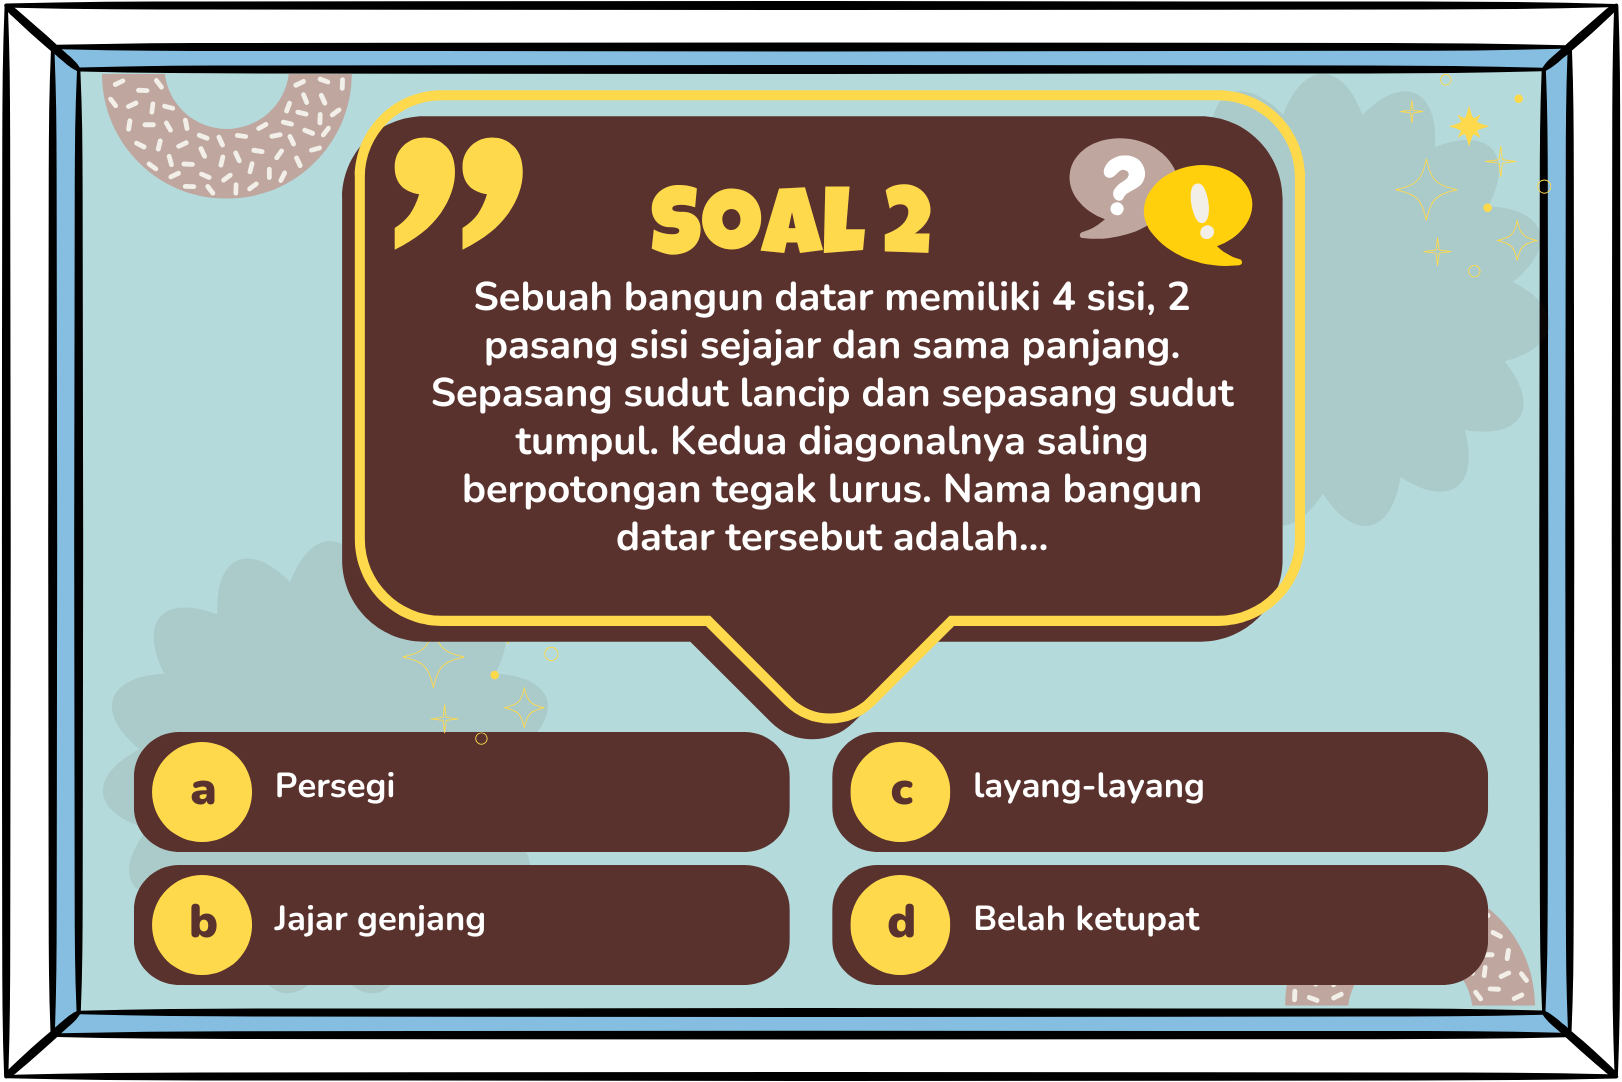 SOAL 2
Sebuah bangun datar memiliki 4 sisi, 2
pasang sisi sejajar dan sama panjang.
Sepasang sudut lancip dan sepasang sudut
tumpul. Kedua diagonalnya saling
berpotongan tegak lurus. Nama bangun
datar tersebut adalah...
a Persegi
b Jajar genjang
c layang-layang
d Belah ketupat